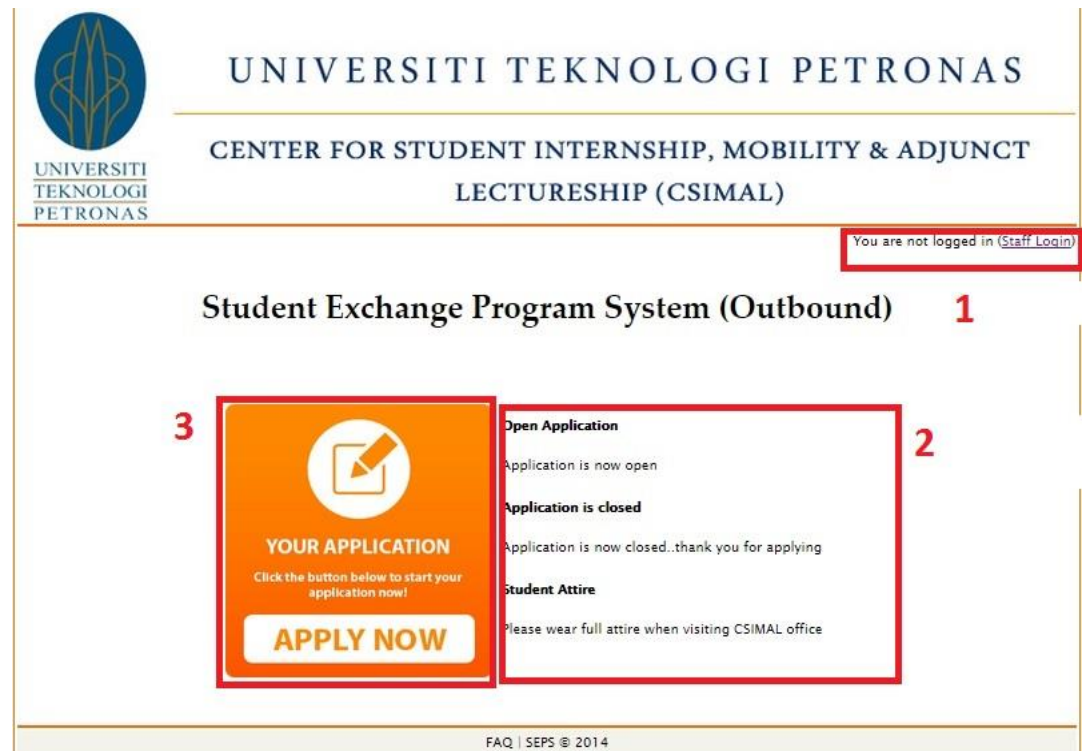 UNIVERSITI TEKNOLOGI PETRONAS
CENTER FOR STUDENT INTERNSHIP, MOBILITY & ADJUNCT
LECTURESHIP (CSIMAL)
UNIVERSITI
TEKNOLOGI
PETRONAS
You are not logged in (Staff Login)
1
Student Exchange Program System (Outbound)
3
YOUR APPLICATION
Click the button below to start your
application now!
APPLY NOW
Open Application
Application is now open
Application is closed
Application is now closed..thank you for applying
Student Attire
Please wear full attire when visiting CSIMAL office
2
FAQ | SEPS © 2014